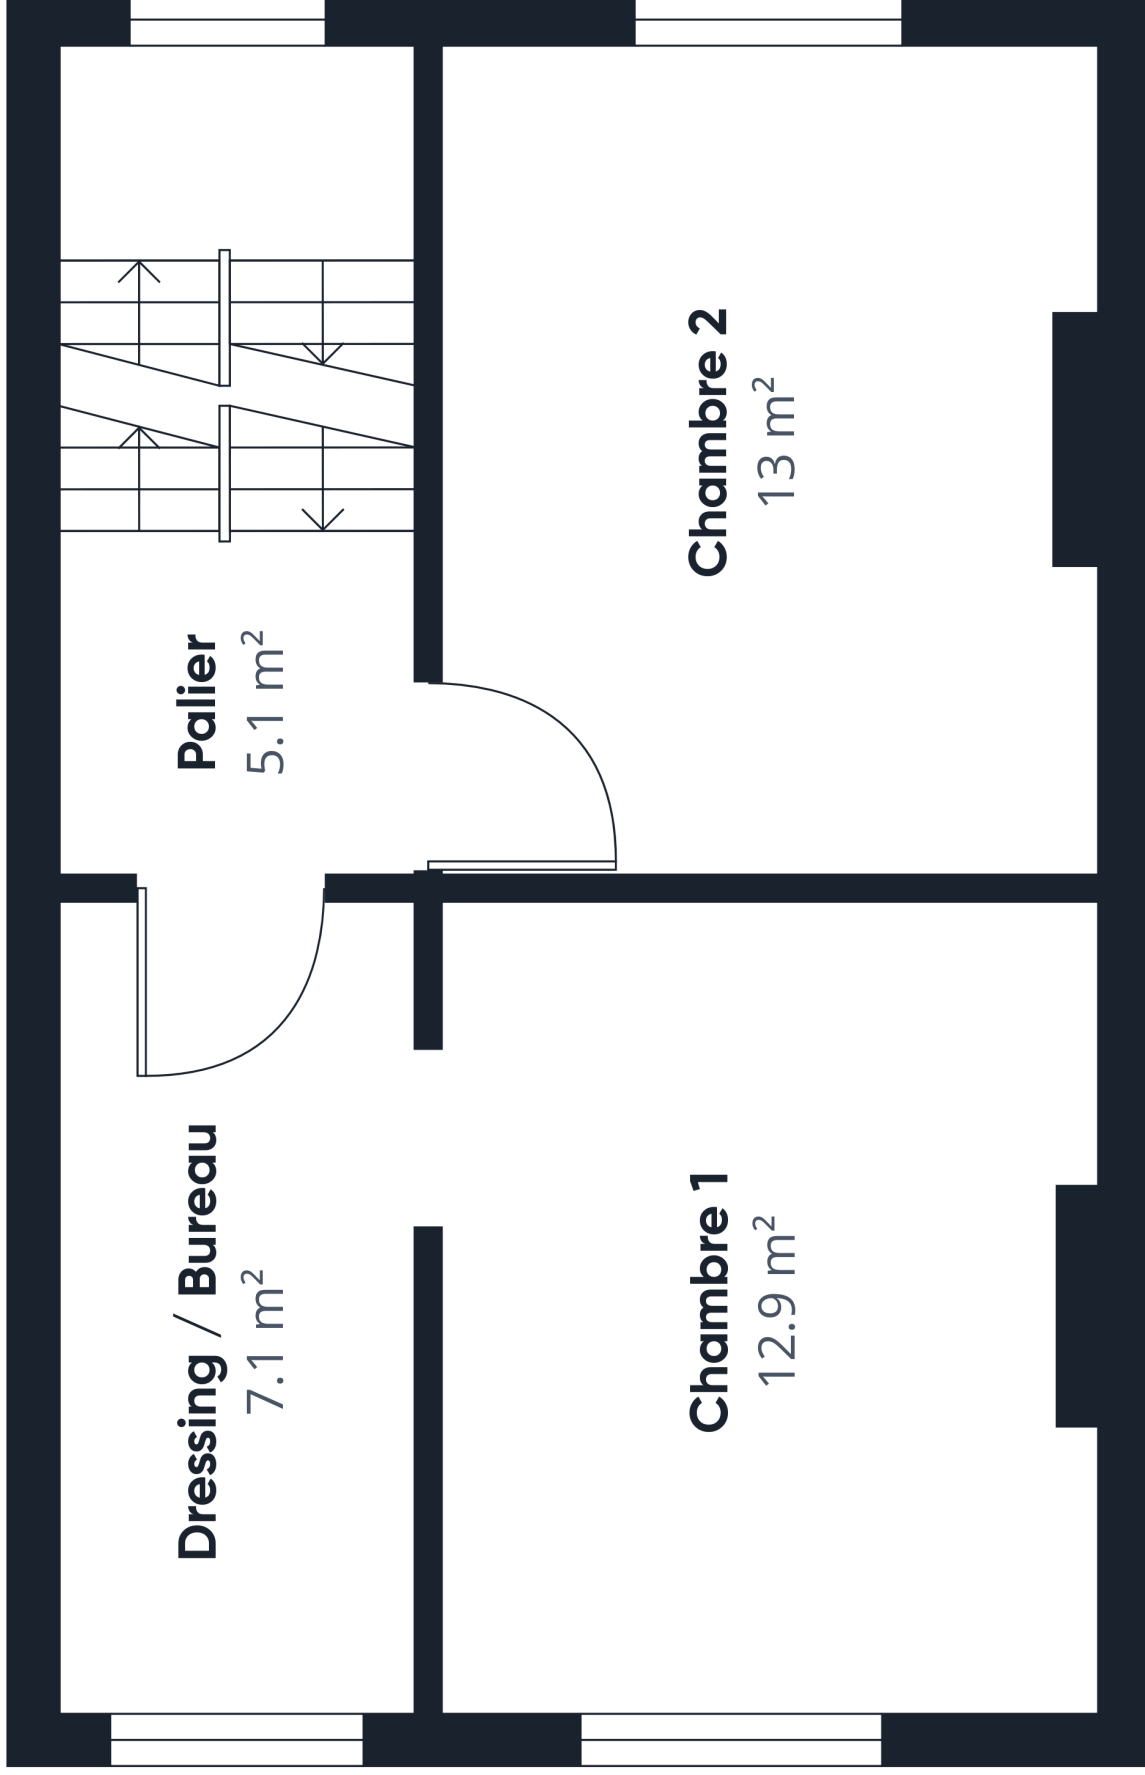 Palier
5.1 m²
Chambre 2
13 m²
Dressing / Bureau
7.1 m²
Chambre 1
12.9 m²